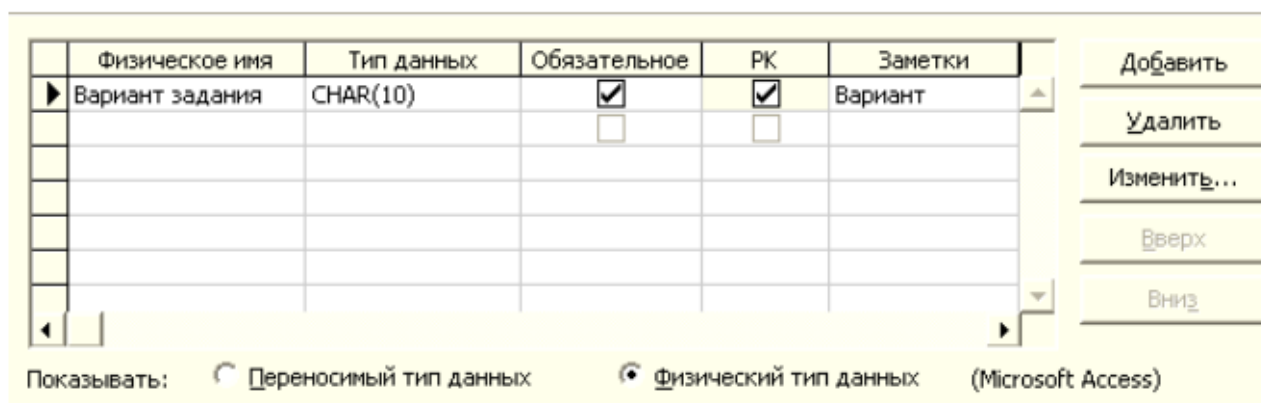 Физическое имя Тип данных Обязательное PK Заметки
Вариант задания CHAR(10) Вариант
Добавить
Удалить
Изменить...
Вверх
Вниз
Показывать: Переносимый тип данных Физический тип данных (Microsoft Access)